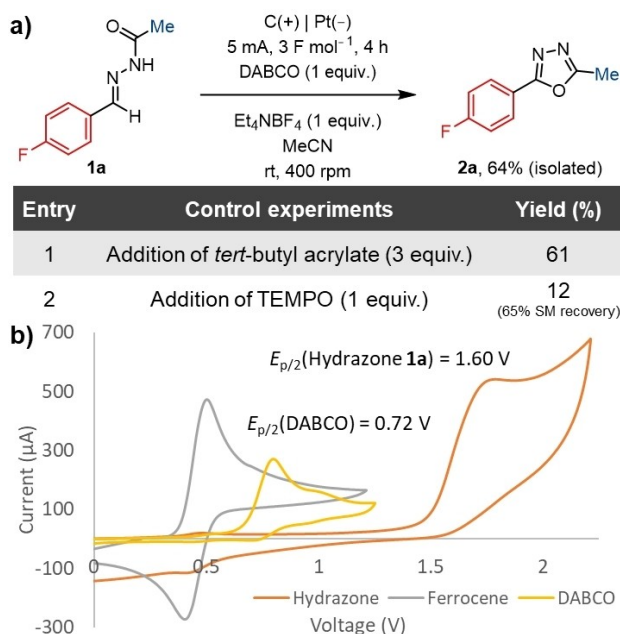 a)
O
Me
NH
N
H
F
1a
C(+) | Pt(−)
5 mA, 3 F mol⁻¹, 4 h
DABCO (1 equiv.)
Et₄NBF₄ (1 equiv.)
MeCN
rt, 400 rpm
N N
O
Me
F
2a, 64% (isolated)
Entry Control experiments Yield (%)
1 Addition of tert-butyl acrylate (3 equiv.) 61
2 Addition of TEMPO (1 equiv.) 12
(65% SM recovery)
b)
700
500
300
100
-100
-300
Current (µA)
Eₚ/₂(Hydrazone 1a) = 1.60 V
Eₚ/₂(DABCO) = 0.72 V
0 0.5 1 1.5 2
Hydrazone Ferrocene DABCO
Voltage (V)